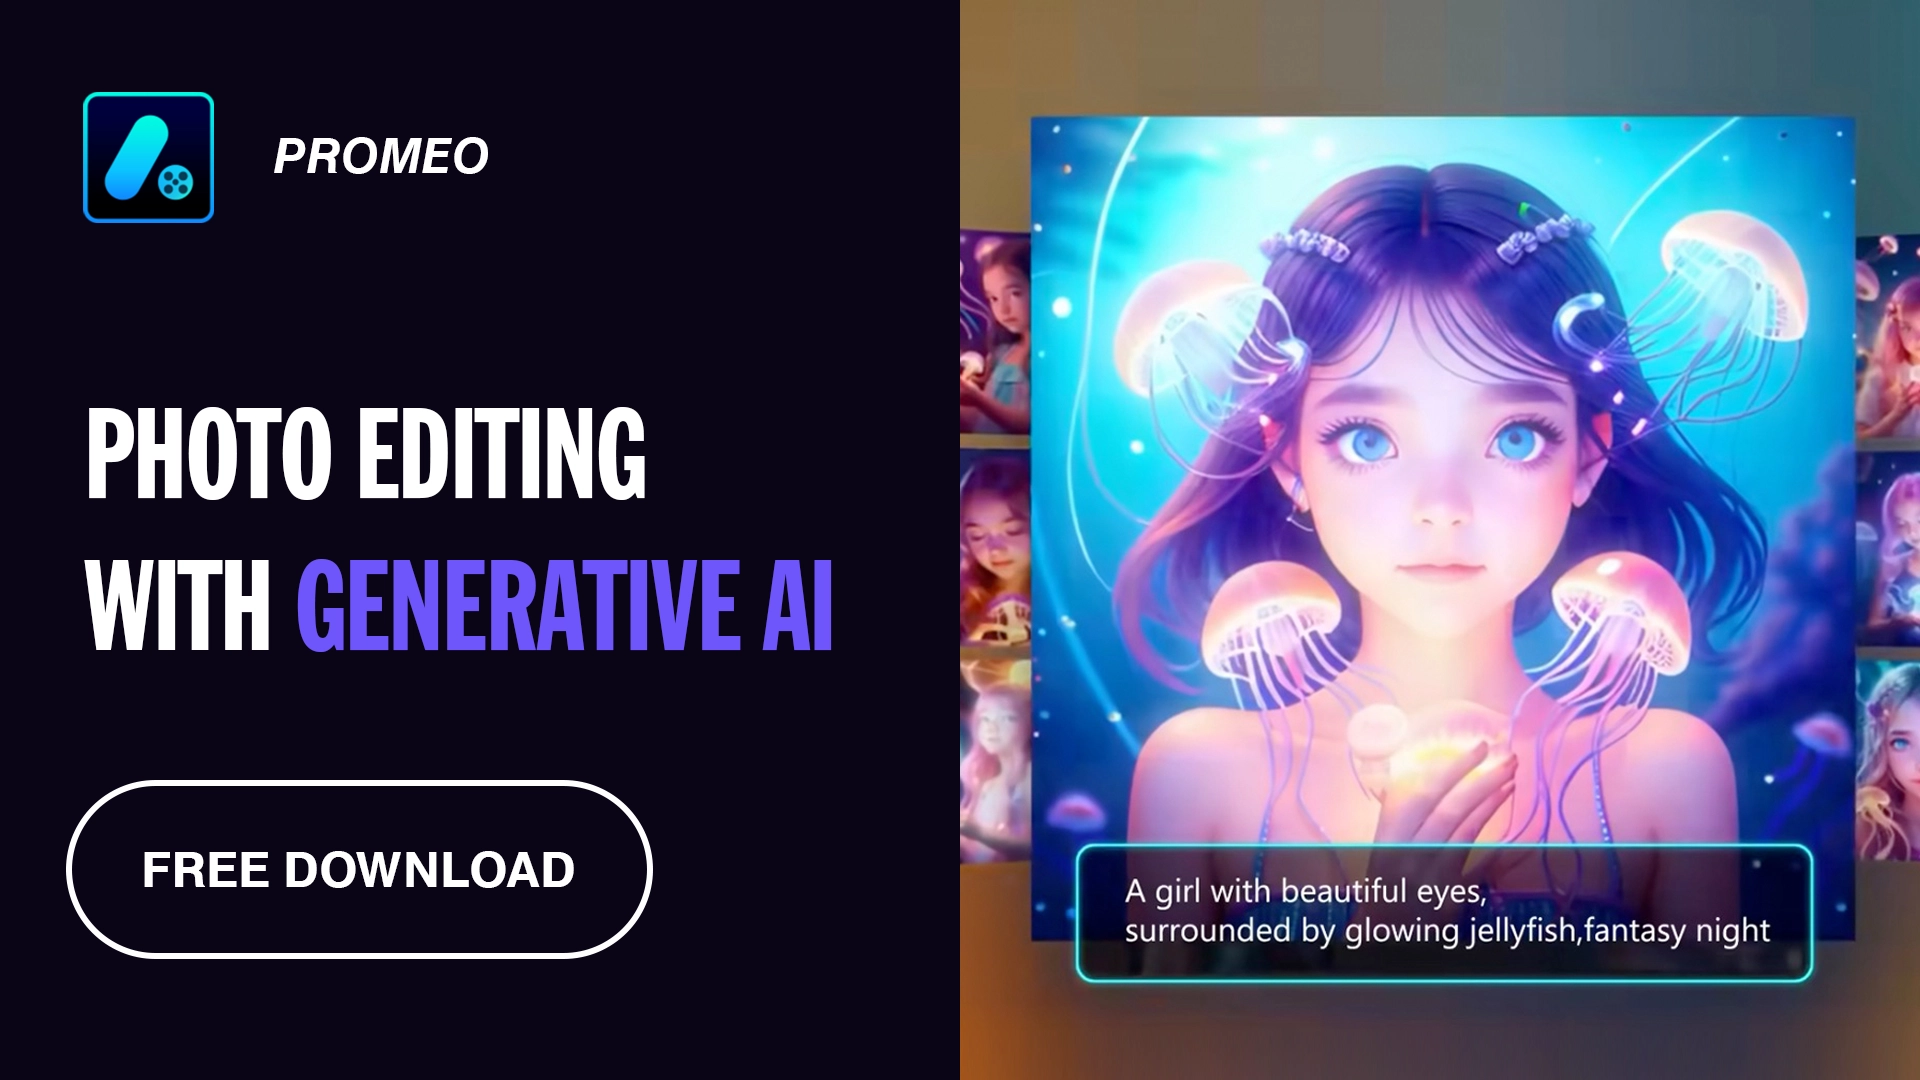 PROMEO
PHOTO EDITING
WITH GENERATIVE AI
FREE DOWNLOAD
A girl with beautiful eyes,
surrounded by glowing jellyfish,fantasy night